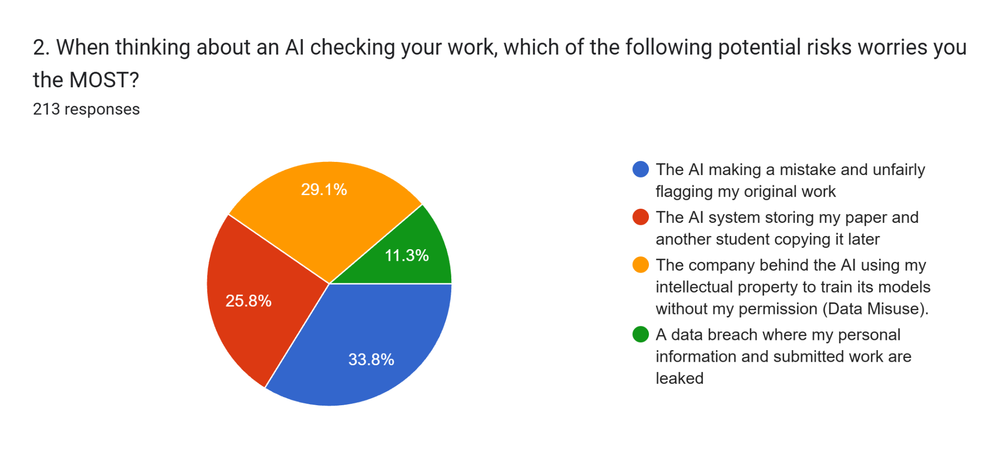 2. When thinking about an AI checking your work, which of the following potential risks worries you
the MOST?
213 responses
29.1%
11.3%
25.8%
33.8%
The AI making a mistake and unfairly
flagging my original work
The AI system storing my paper and
another student copying it later
The company behind the AI using my
intellectual property to train its models
without my permission (Data Misuse).
A data breach where my personal
information and submitted work are
leaked